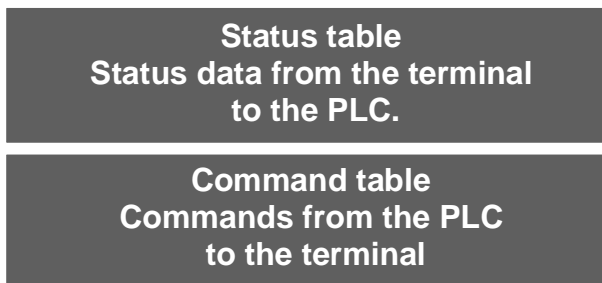 Status table
Status data from the terminal
to the PLC.
Command table
Commands from the PLC
to the terminal